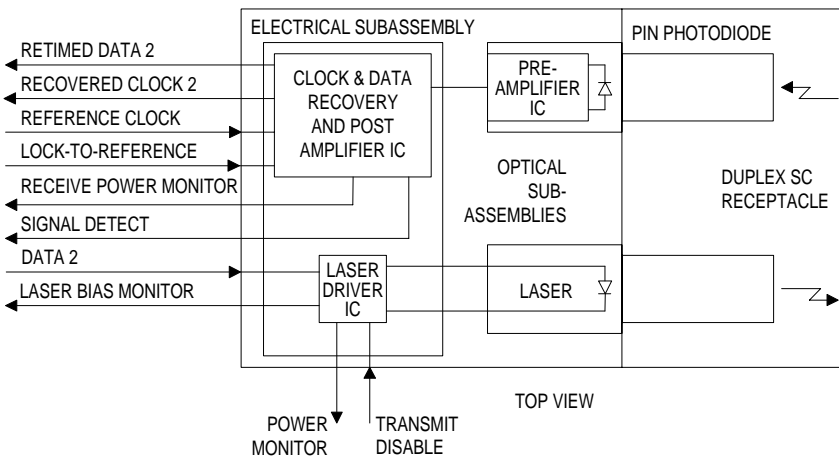 ELECTRICAL SUBASSEMBLY
PIN PHOTODIODE
RETIMED DATA 2
RECOVERED CLOCK 2
REFERENCE CLOCK
LOCK-TO-REFERENCE
RECEIVE POWER MONITOR
SIGNAL DETECT
DATA 2
LASER BIAS MONITOR
CLOCK & DATA
RECOVERY
AND POST
AMPLIFIER IC
PRE-
AMPLIFIER
IC
OPTICAL
SUB-
ASSEMBLIES
DUPLEX SC
RECEPTACLE
LASER
DRIVER
IC
LASER
TOP VIEW
POWER
MONITOR
TRANSMIT
DISABLE